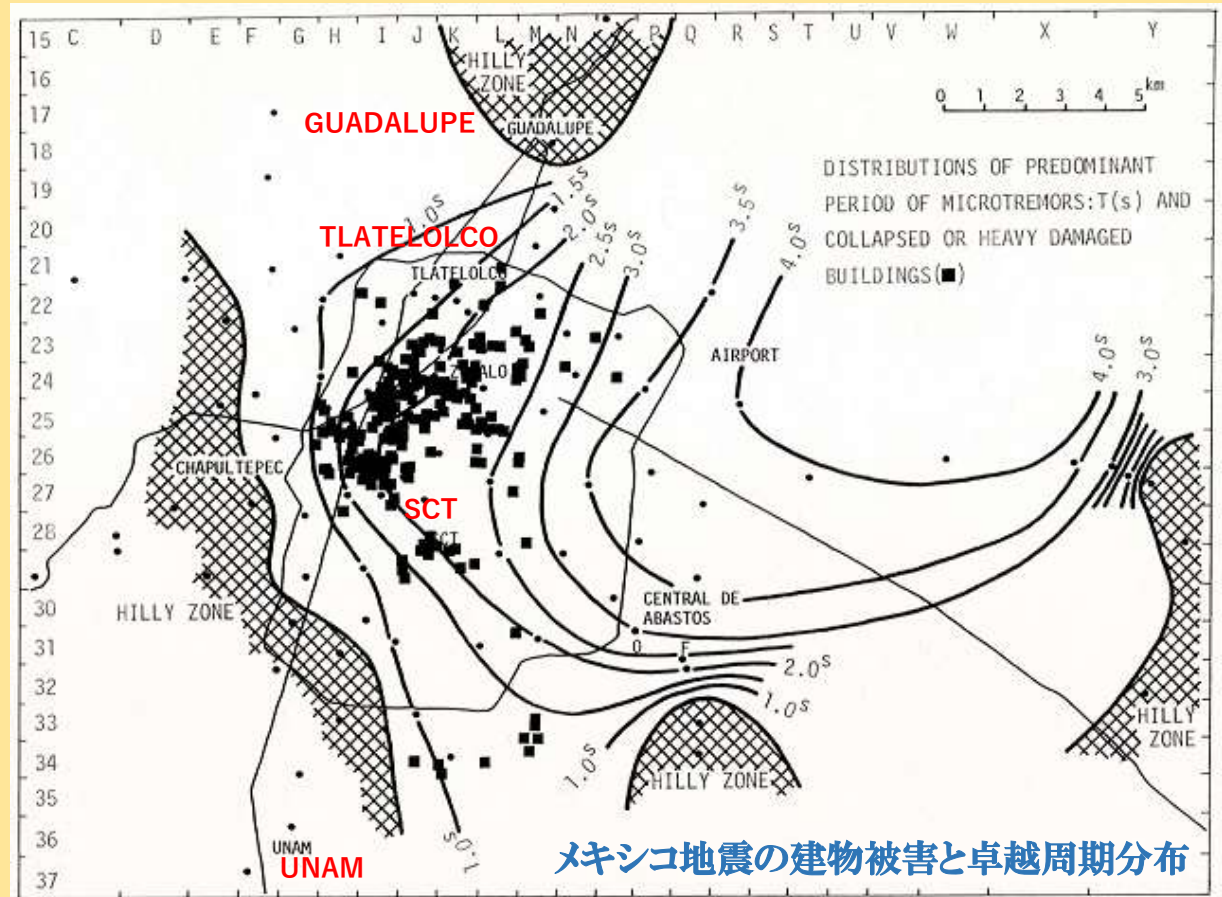 15 C D E F G H I J K L M N P Q R S T U V W X Y
16
17
18
19
20
21
22
23
24
25
26
27
28
30
31
32
33
34
35
36
37
HILLY
ZONE
GUADALUPE
GUADALUPE
0 1 2 3 4 5 km
DISTRIBUTIONS OF PREDOMINANT
PERIOD OF MICROTREMORS:T(s) AND
COLLAPSED OR HEAVY DAMAGED
BUILDINGS(■)
1.0s
1.5s
2.0s
2.5s
3.0s
3.5s
4.0s
4.0s
3.0s
TLATELOLCO
TLATELOLCO
AIRPORT
CHAPULTEPEC
SCT
HILLY ZONE
CENTRAL DE
ABASTOS
O F
2.0s
1.0s
1.0s
HILLY
ZONE
HILLY ZONE
1.0s
UNAM
UNAM
メキシコ地震の建物被害と卓越周期分布